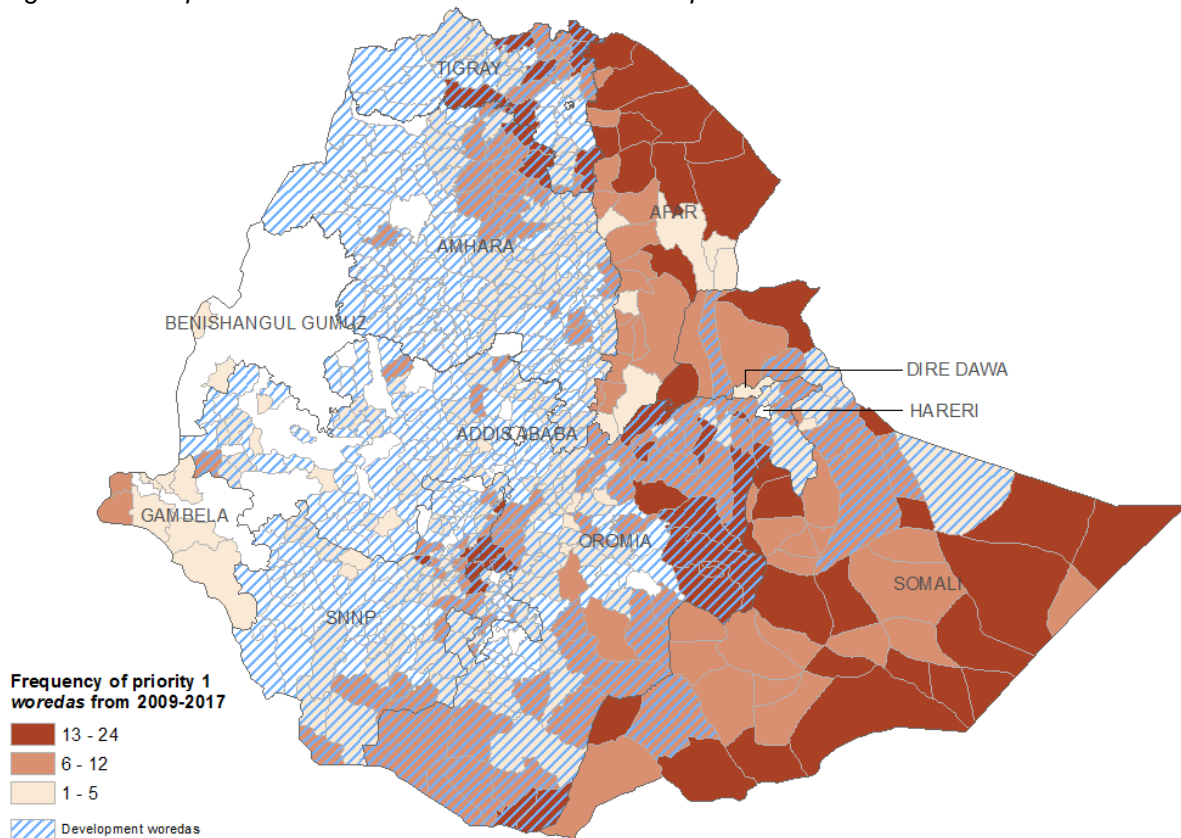 TIGRAY
AFAR
AMHARA
BENISHANGUL GUMUZ
DIRE DAWA
HARERI
ADDIS ABABA
GAMBELA
OROMIA
SOMALI
SNNP
Frequency of priority 1
woredas from 2009-2017
13 - 24
6 - 12
1 - 5
Development woredas